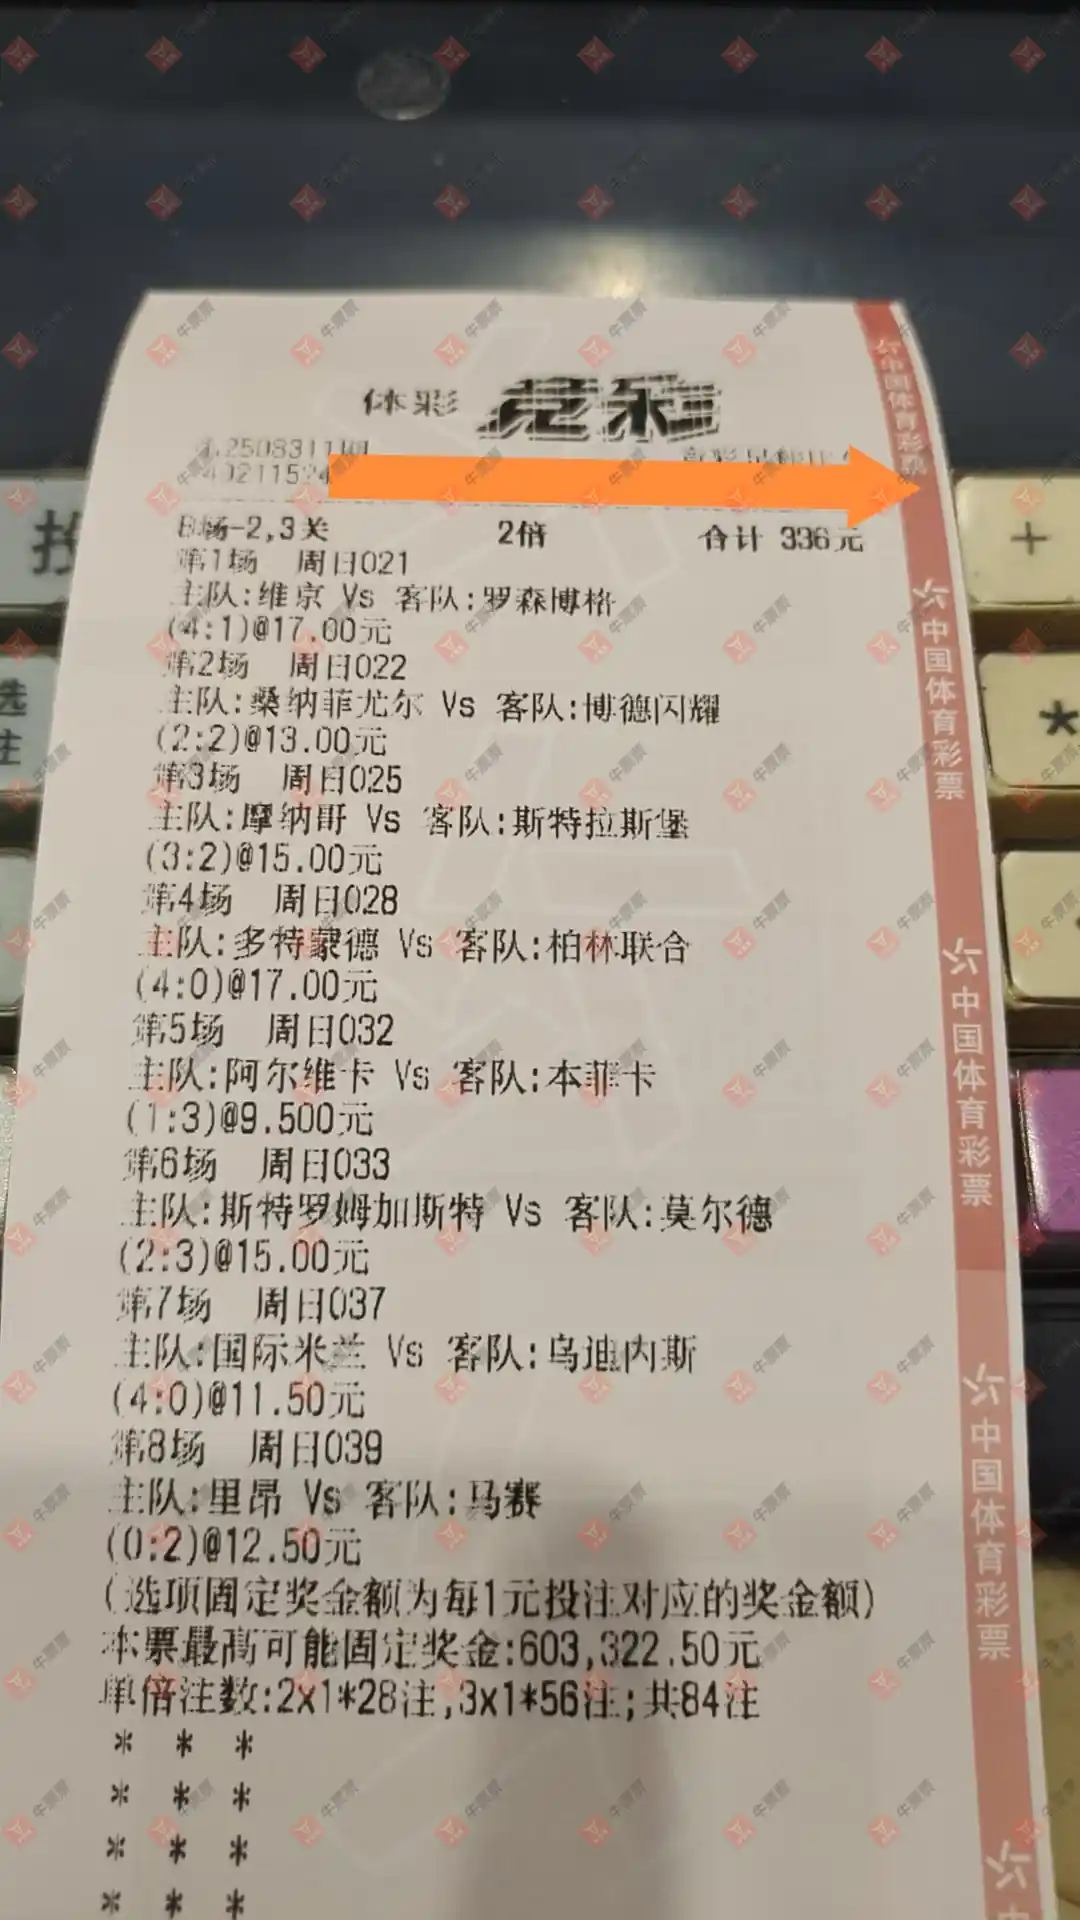 体彩 竞彩
8场-2,3关 2倍 合计 336元
第1场 周日021
主队:维京 Vs 客队:罗森博格
(4:1)@17.00元
第2场 周日022
主队:桑纳菲尤尔 Vs 客队:博德闪耀
(2:2)@13.00元
第3场 周日025
主队:摩纳哥 Vs 客队:斯特拉斯堡
(3:2)@15.00元
第4场 周日028
主队:多特蒙德 Vs 客队:柏林联合
(4:0)@17.00元
第5场 周日032
主队:阿尔维卡 Vs 客队:本菲卡
(1:3)@9.500元
第6场 周日033
主队:斯特罗姆加斯特 Vs 客队:莫尔德
(2:3)@15.00元
第7场 周日037
主队:国际米兰 Vs 客队:乌迪内斯
(4:0)@11.50元
第8场 周日039
主队:里昂 Vs 客队:马赛
(0:2)@12.50元
(选项固定奖金额为每1元投注对应的奖金额)
本票最高可能固定奖金:603,322.50元
单倍注数:2x1*28注,3x1*56注;共84注
* * *
* * *
* * *
* * *
中国体育彩票
中国体育彩票
中国体育彩票
中国体育彩票
中
+
*
选
注
牛票票